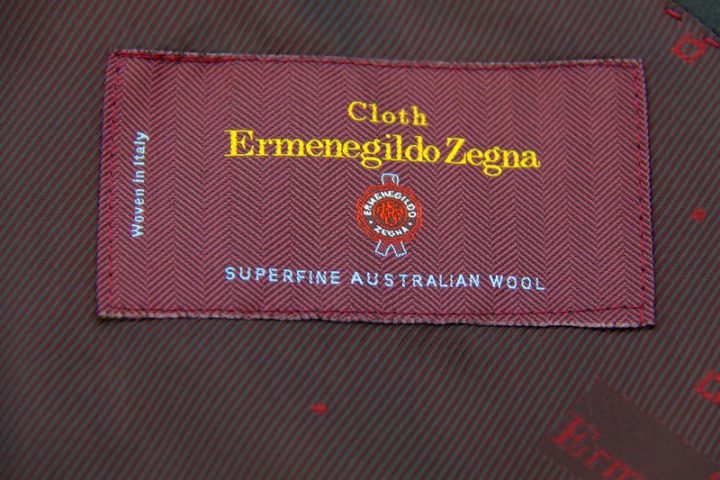 Cloth
Ermenegildo Zegna
Woven in Italy
ERMENEGILDO
ZEGNA
SUPERFINE AUSTRALIAN WOOL